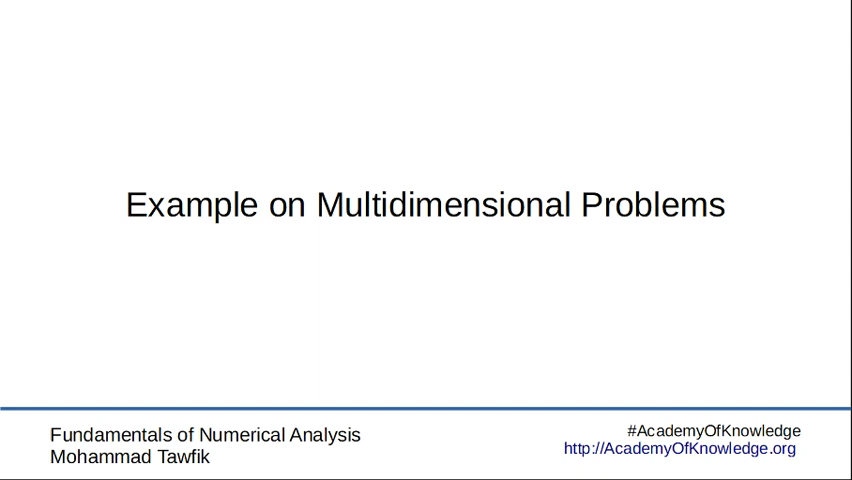 Example on Multidimensional Problems
Fundamentals of Numerical Analysis
Mohammad Tawfik
#AcademyOfKnowledge
http://AcademyOfKnowledge.org